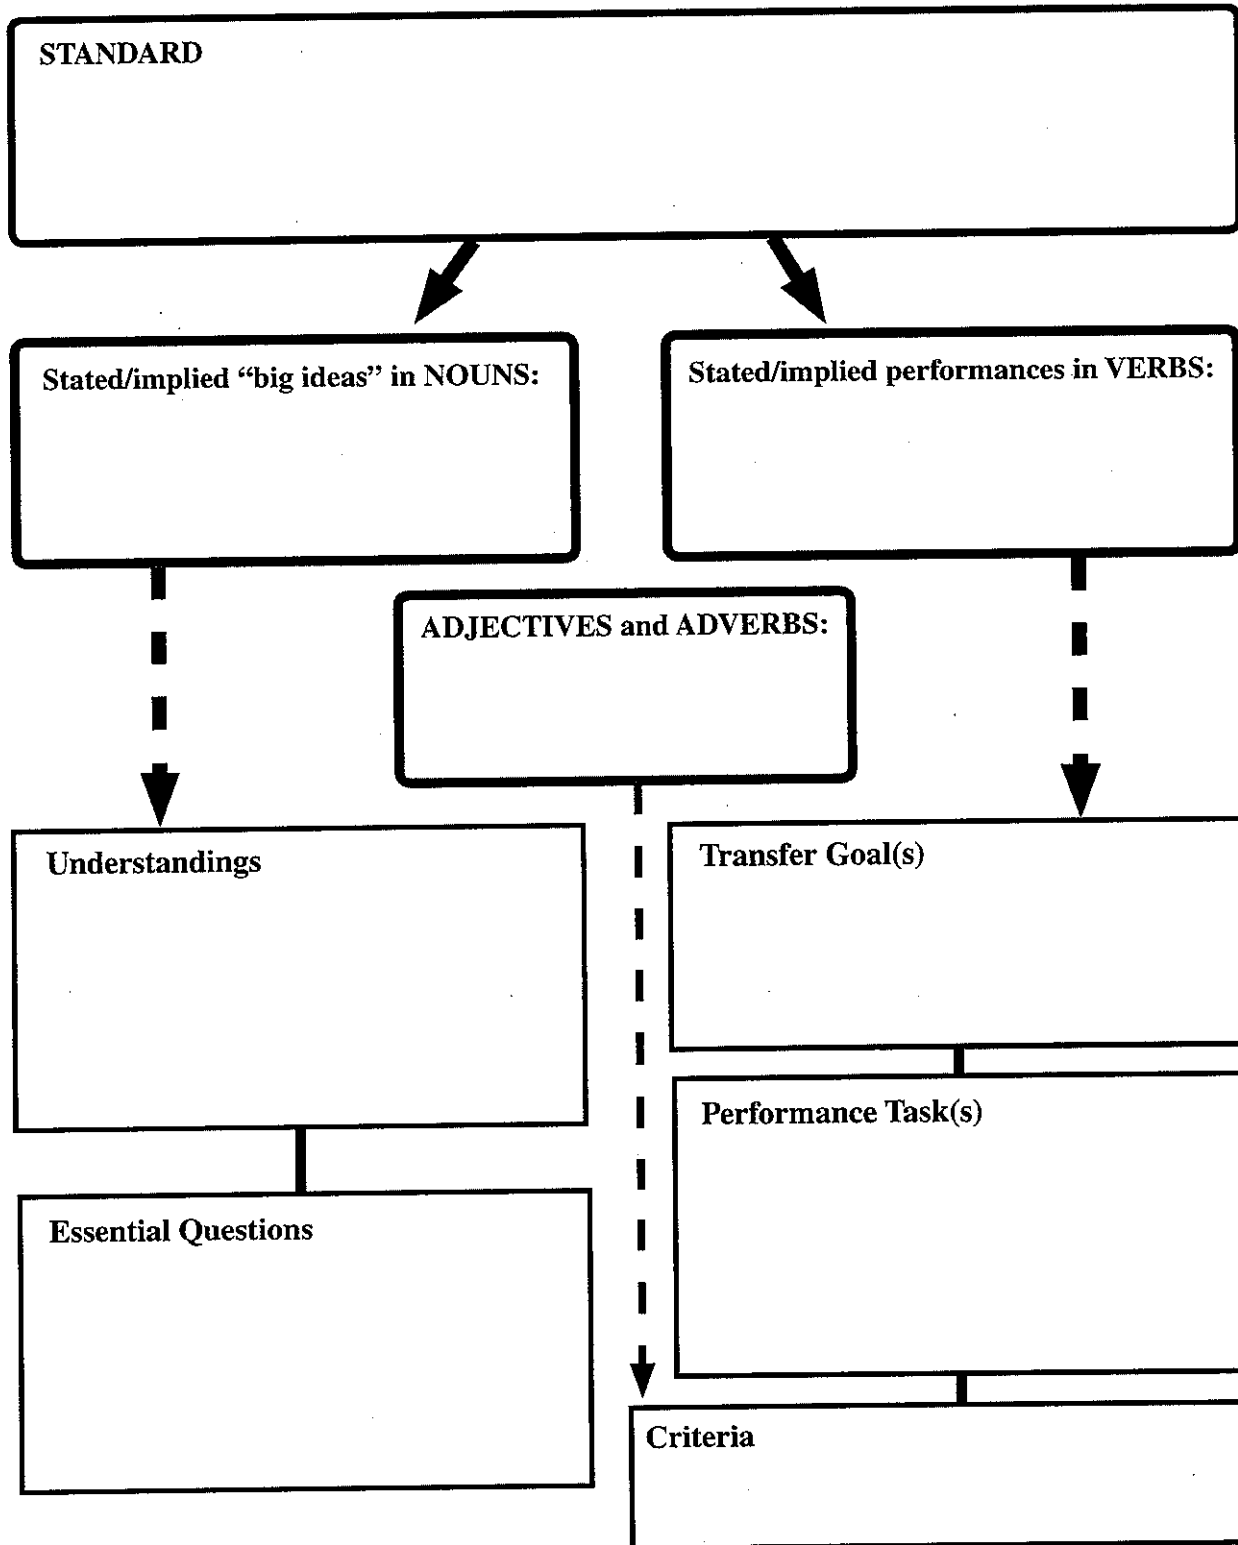 STANDARD
Stated/implied “big ideas” in NOUNS:
Stated/implied performances in VERBS:
ADJECTIVES and ADVERBS:
Understandings
Transfer Goal(s)
Performance Task(s)
Essential Questions
Criteria